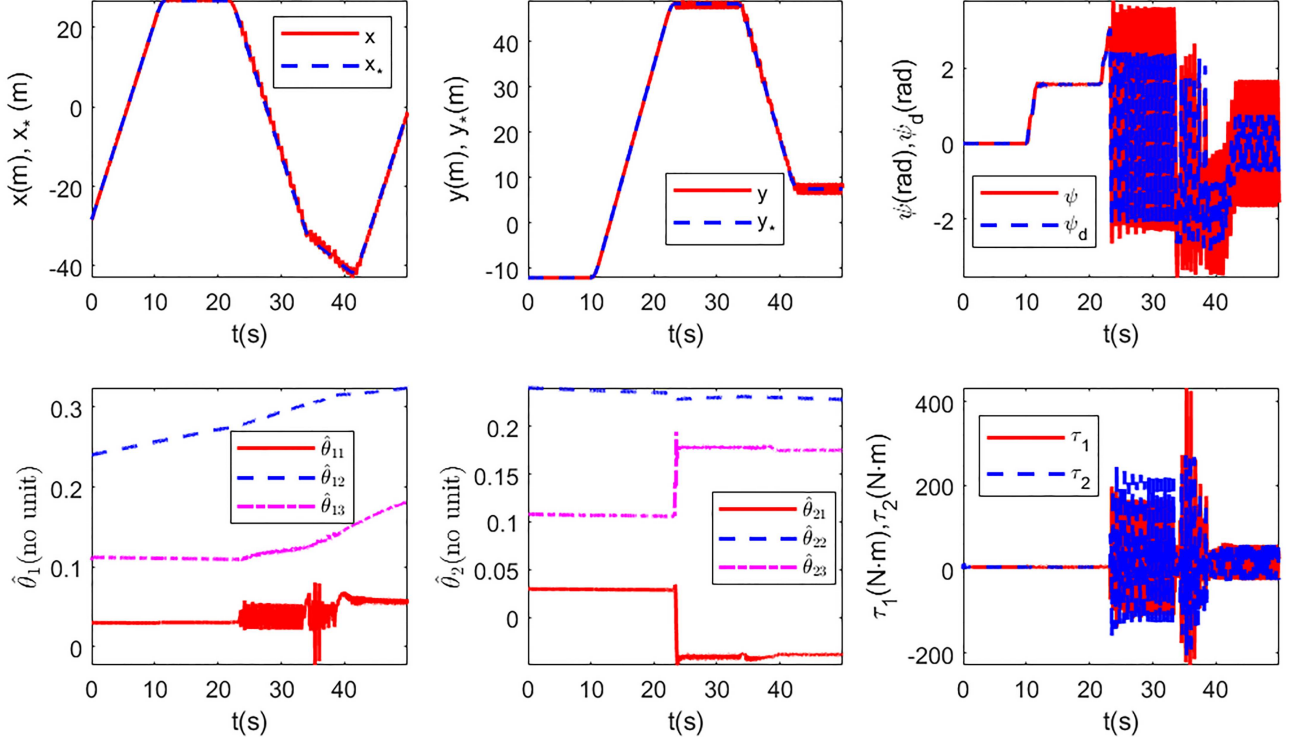 x(m), x⋆(m)
20
0
-20
-40
x
x⋆
0 10 20 30 40
t(s)
y(m), y⋆(m)
40
30
20
10
0
-10
y
y⋆
0 10 20 30 40 50
t(s)
ψ(rad),ψd(rad)
2
0
-2
ψ
ψd
0 10 20 30 40
t(s)
θ̂1(no unit)
0.3
0.2
0.1
0
θ̂11
θ̂12
θ̂13
0 10 20 30 40
t(s)
θ̂2(no unit)
0.2
0.15
0.1
0.05
0
-0.05
θ̂21
θ̂22
θ̂23
0 10 20 30 40 50
t(s)
τ1(N·m),τ2(N·m)
400
200
0
-200
τ1
τ2
0 10 20 30 40
t(s)